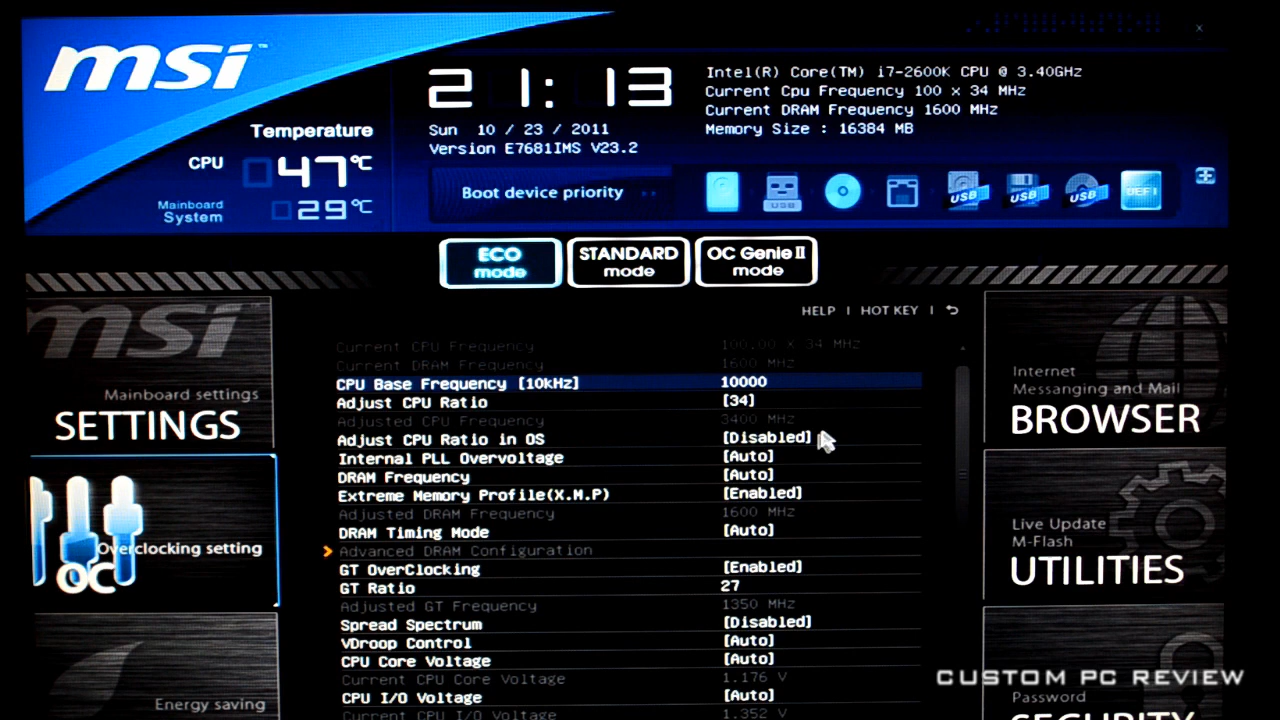 msi™
21:13
Sun 10 / 23 / 2011
Version E7681IMS V23.2
Intel(R) Core(TM) i7-2600K CPU @ 3.40GHz
Current Cpu Frequency 100 x 34 MHz
Current DRAM Frequency 1600 MHz
Memory Size : 16384 MB
Temperature
CPU 47°C
Mainboard
System 29°C
Boot device priority
USB
USB
USB
USB
UEFI
ECO
mode
STANDARD
mode
OC Genie II
mode
HELP | HOT KEY |
msi
Mainboard settings
SETTINGS
Overclocking setting
OC
Energy saving
Current CPU Frequency 100.00 X 34 MHz
Current DRAM Frequency 1600 MHz
CPU Base Frequency [10kHz] 10000
Adjust CPU Ratio [34]
Adjusted CPU Frequency 3400 MHz
Adjust CPU Ratio in OS [Disabled]
Internal PLL Overvoltage [Auto]
DRAM Frequency [Auto]
Extreme Memory Profile(X.M.P) [Enabled]
Adjusted DRAM Frequency 1600 MHz
DRAM Timing Mode [Auto]
Advanced DRAM Configuration
GT OverClocking [Enabled]
GT Ratio 27
Adjusted GT Frequency 1350 MHz
Spread Spectrum [Disabled]
VDroop Control [Auto]
CPU Core Voltage [Auto]
Current CPU Core Voltage 1.176 V
CPU I/O Voltage [Auto]
Current CPU I/O Voltage 1.352 V
Internet
Messanging and Mail
BROWSER
Live Update
M-Flash
UTILITIES
Password
SECURITY
CUSTOM PC REVIEW